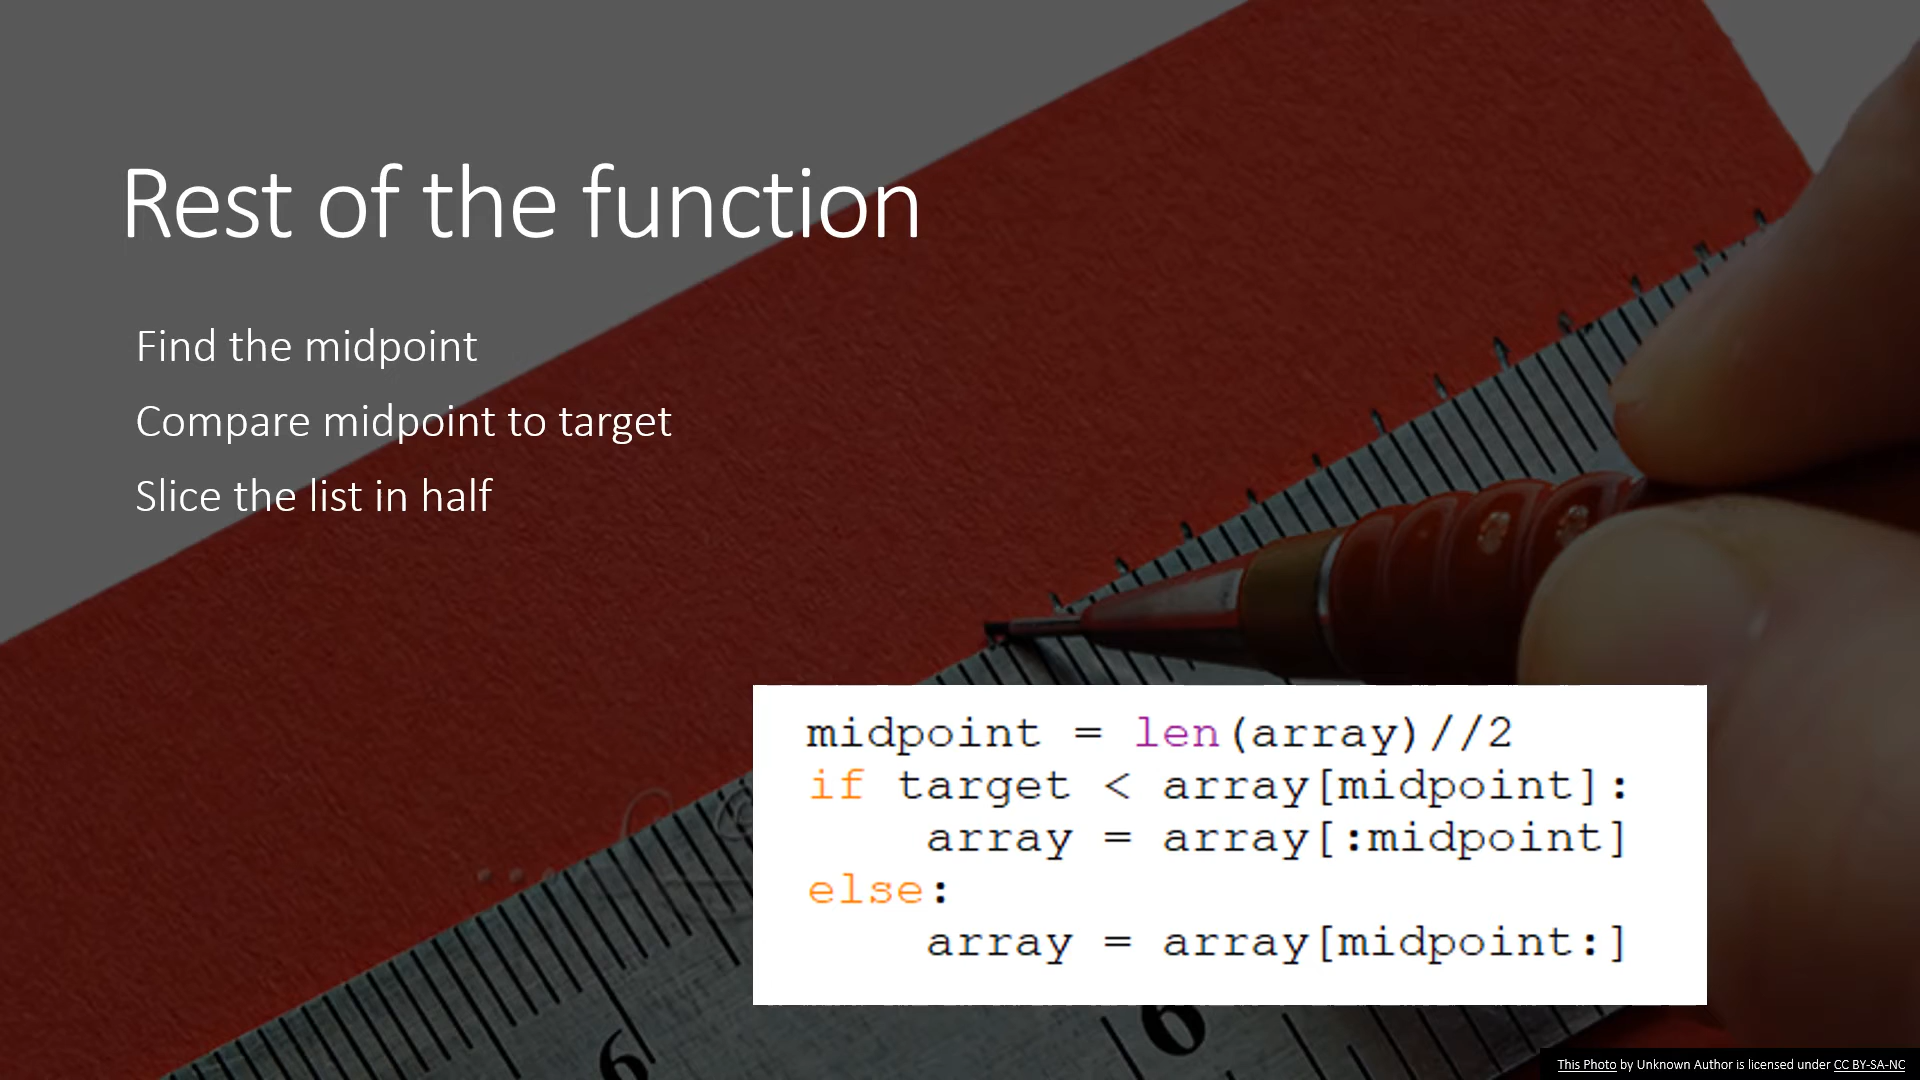 Rest of the function
Find the midpoint
Compare midpoint to target
Slice the list in half
midpoint = len(array)//2
if target < array[midpoint]:
    array = array[:midpoint]
else:
    array = array[midpoint:]
6
6
This Photo by Unknown Author is licensed under CC BY-SA-NC